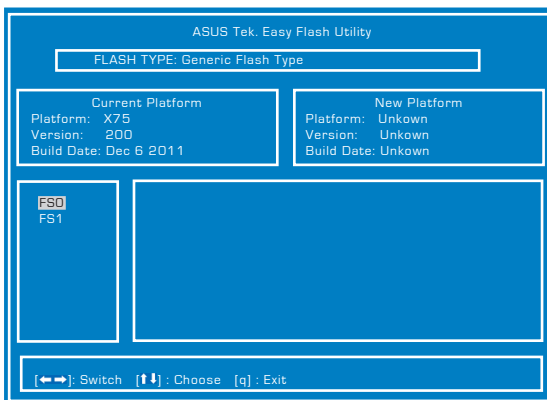 ASUS Tek. Easy Flash Utility
FLASH TYPE: Generic Flash Type
Current Platform
Platform: X75
Version: 200
Build Date: Dec 6 2011
New Platform
Platform: Unkown
Version: Unkown
Build Date: Unkown
FS0
FS1
[←→]: Switch [↑↓] : Choose [q] : Exit